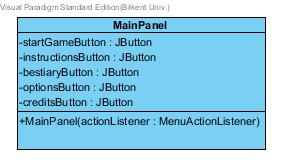 Visual Paradigm Standard Edition(Bilkent Univ.)
MainPanel
-startGameButton : JButton
-instructionsButton : JButton
-bestiaryButton : JButton
-optionsButton : JButton
-creditsButton : JButton
+MainPanel(actionListener : MenuActionListener)